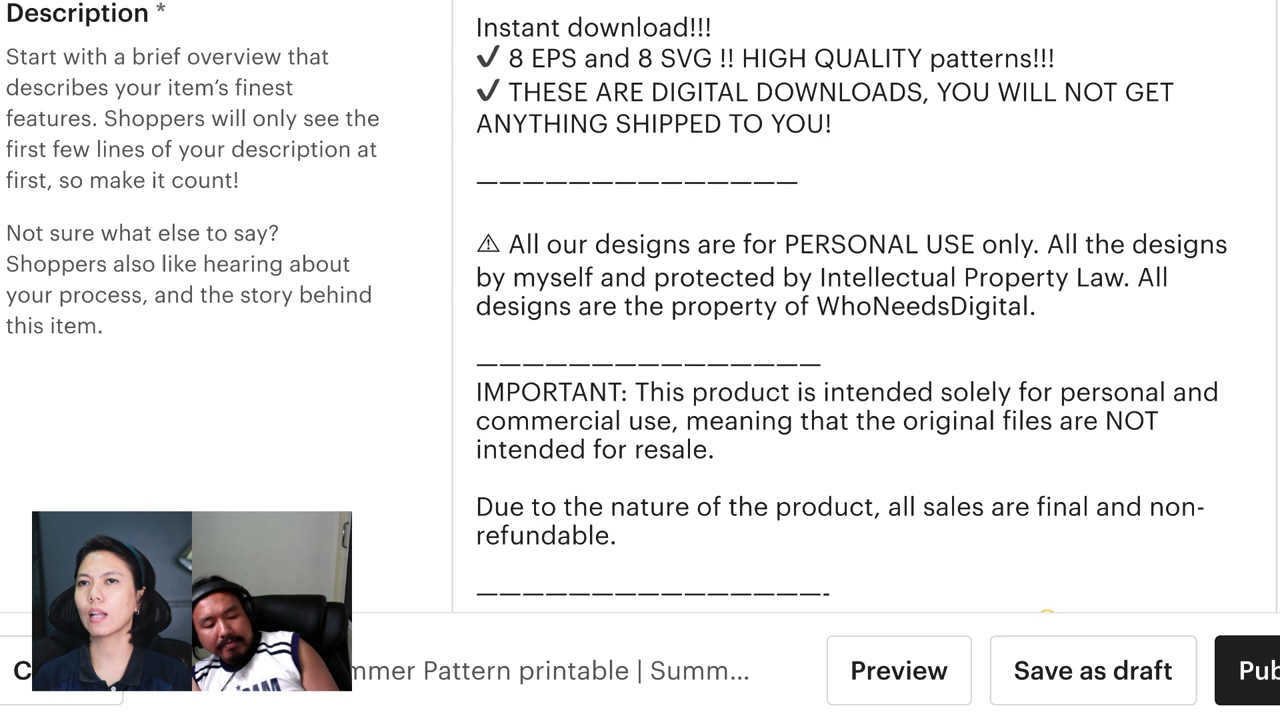 Description *
Start with a brief overview that
describes your item’s finest
features. Shoppers will only see the
first few lines of your description at
first, so make it count!
Not sure what else to say?
Shoppers also like hearing about
your process, and the story behind
this item.
Instant download!!!
✔ 8 EPS and 8 SVG !! HIGH QUALITY patterns!!!
✔ THESE ARE DIGITAL DOWNLOADS, YOU WILL NOT GET
ANYTHING SHIPPED TO YOU!
——————————————
⚠ All our designs are for PERSONAL USE only. All the designs
by myself and protected by Intellectual Property Law. All
designs are the property of WhoNeedsDigital.
———————————————
IMPORTANT: This product is intended solely for personal and
commercial use, meaning that the original files are NOT
intended for resale.
Due to the nature of the product, all sales are final and non-
refundable.
———————————————-
mmer Pattern printable | Summ...
Preview
Save as draft
Pub